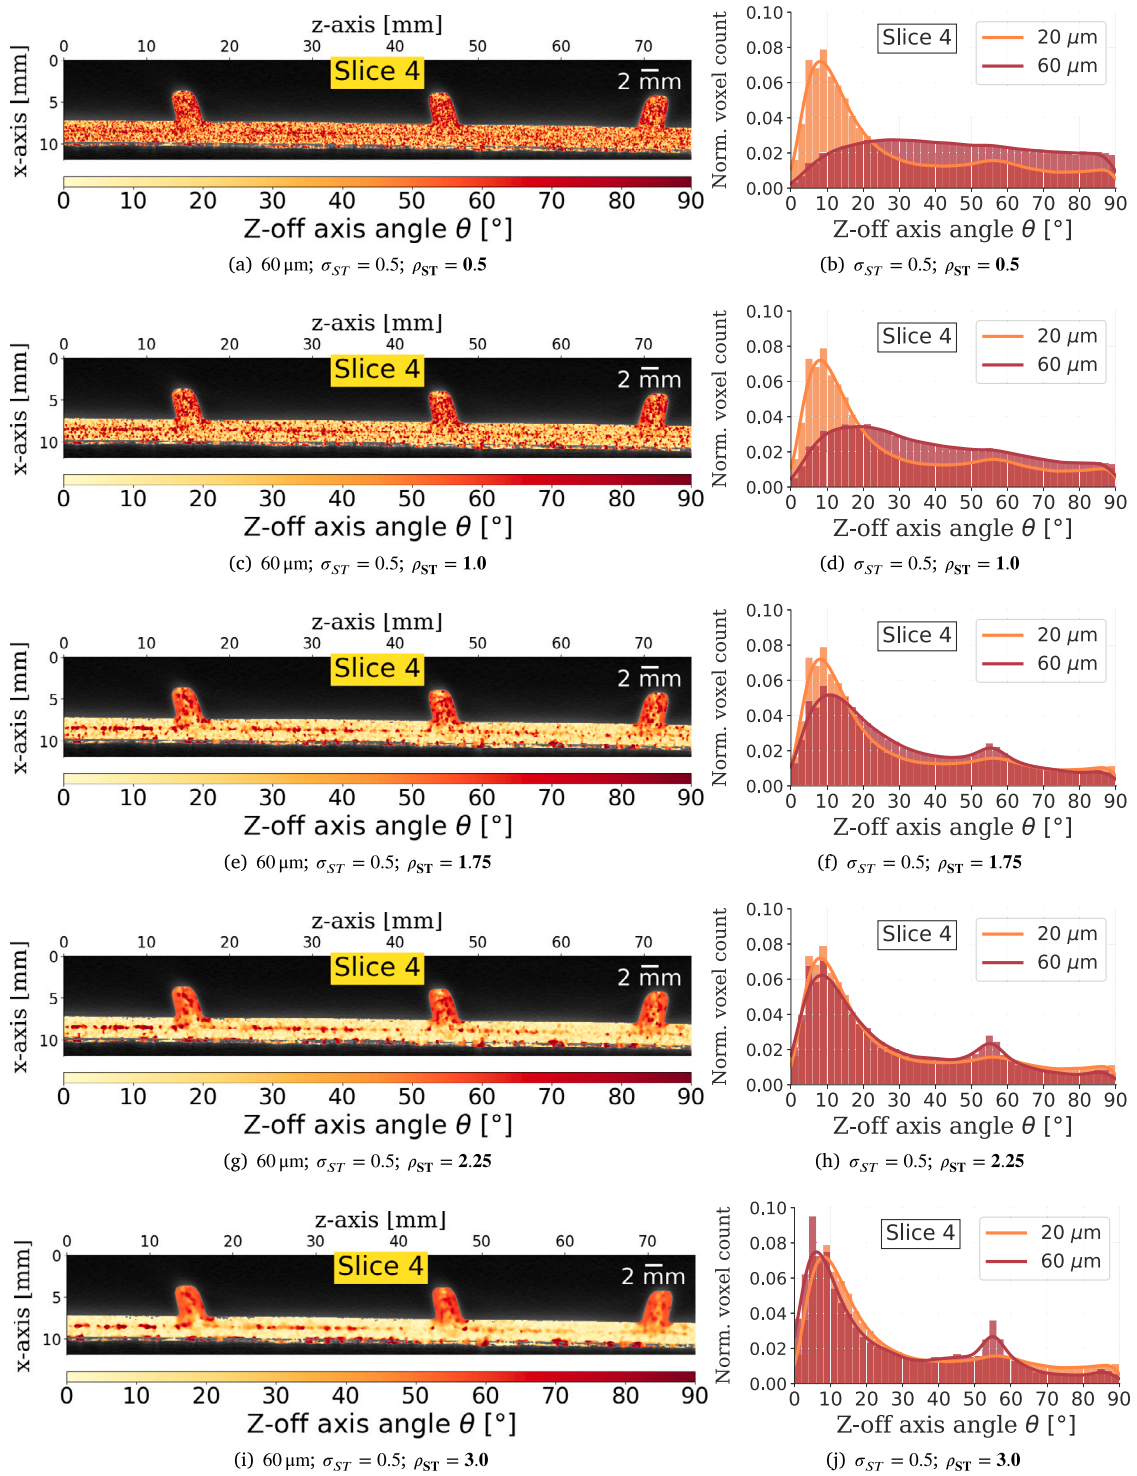 z-axis [mm]
0 10 20 30 40 50 60 70
x-axis [mm]
0
5
10
Slice 4
2 mm
0 10 20 30 40 50 60 70 80 90
Z-off axis angle θ [°]
(a) 60 µm; σST = 0.5; ρST = 0.5
Norm. voxel count
0.10
0.08
0.06
0.04
0.02
0.00
Slice 4
20 µm
60 µm
0 10 20 30 40 50 60 70 80 90
Z-off axis angle θ [°]
(b) σST = 0.5; ρST = 0.5
z-axis [mm]
0 10 20 30 40 50 60 70
x-axis [mm]
0
5
10
Slice 4
2 mm
0 10 20 30 40 50 60 70 80 90
Z-off axis angle θ [°]
(c) 60 µm; σST = 0.5; ρST = 1.0
Norm. voxel count
0.10
0.08
0.06
0.04
0.02
0.00
Slice 4
20 µm
60 µm
0 10 20 30 40 50 60 70 80 90
Z-off axis angle θ [°]
(d) σST = 0.5; ρST = 1.0
z-axis [mm]
0 10 20 30 40 50 60 70
x-axis [mm]
0
5
10
Slice 4
2 mm
0 10 20 30 40 50 60 70 80 90
Z-off axis angle θ [°]
(e) 60 µm; σST = 0.5; ρST = 1.75
Norm. voxel count
0.10
0.08
0.06
0.04
0.02
0.00
Slice 4
20 µm
60 µm
0 10 20 30 40 50 60 70 80 90
Z-off axis angle θ [°]
(f) σST = 0.5; ρST = 1.75
z-axis [mm]
0 10 20 30 40 50 60 70
x-axis [mm]
0
5
10
Slice 4
2 mm
0 10 20 30 40 50 60 70 80 90
Z-off axis angle θ [°]
(g) 60 µm; σST = 0.5; ρST = 2.25
Norm. voxel count
0.10
0.08
0.06
0.04
0.02
0.00
Slice 4
20 µm
60 µm
0 10 20 30 40 50 60 70 80 90
Z-off axis angle θ [°]
(h) σST = 0.5; ρST = 2.25
z-axis [mm]
0 10 20 30 40 50 60 70
x-axis [mm]
0
5
10
Slice 4
2 mm
0 10 20 30 40 50 60 70 80 90
Z-off axis angle θ [°]
(i) 60 µm; σST = 0.5; ρST = 3.0
Norm. voxel count
0.10
0.08
0.06
0.04
0.02
0.00
Slice 4
20 µm
60 µm
0 10 20 30 40 50 60 70 80 90
Z-off axis angle θ [°]
(j) σST = 0.5; ρST = 3.0